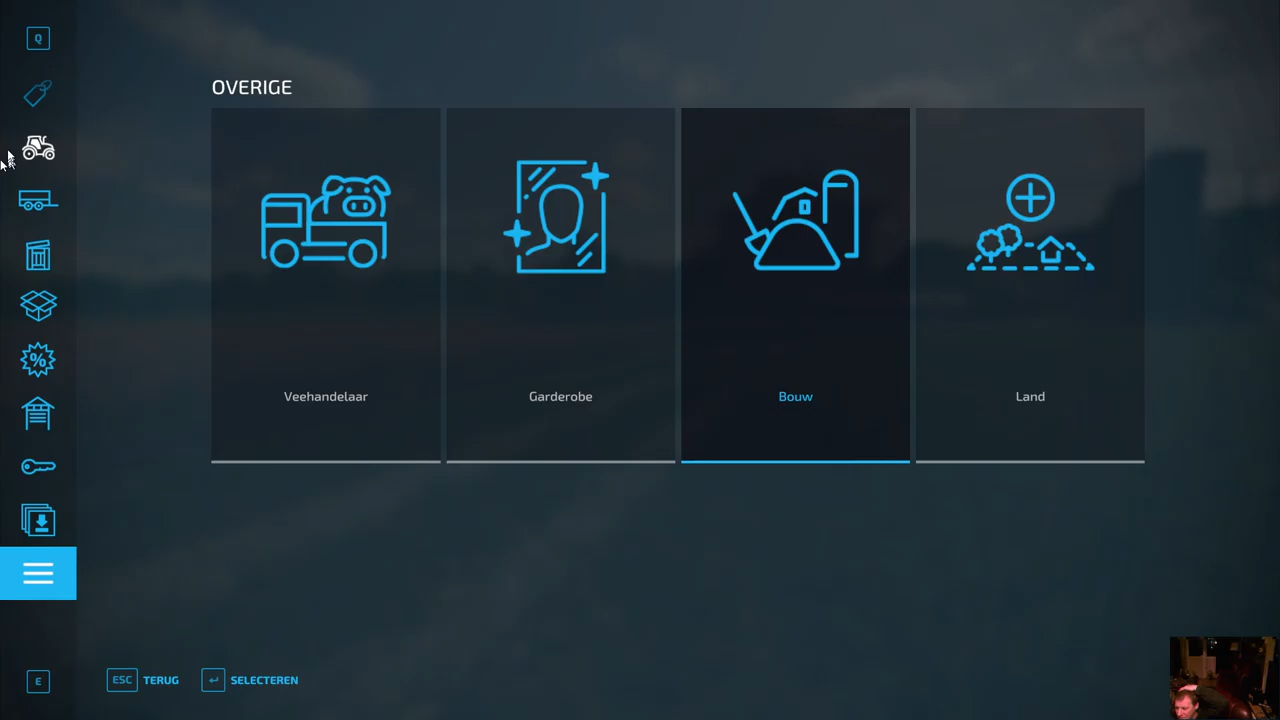 Q
OVERIGE
%
Veehandelaar
Garderobe
Bouw
Land
E
ESC TERUG
SELECTEREN